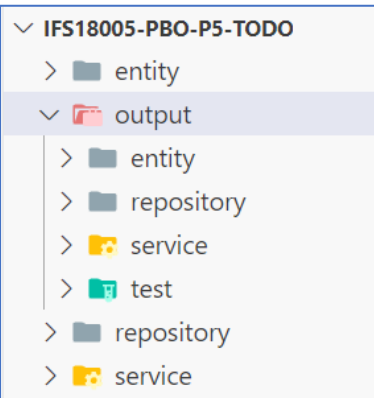 IFS18005-PBO-P5-TODO
entity
output
entity
repository
service
test
repository
service